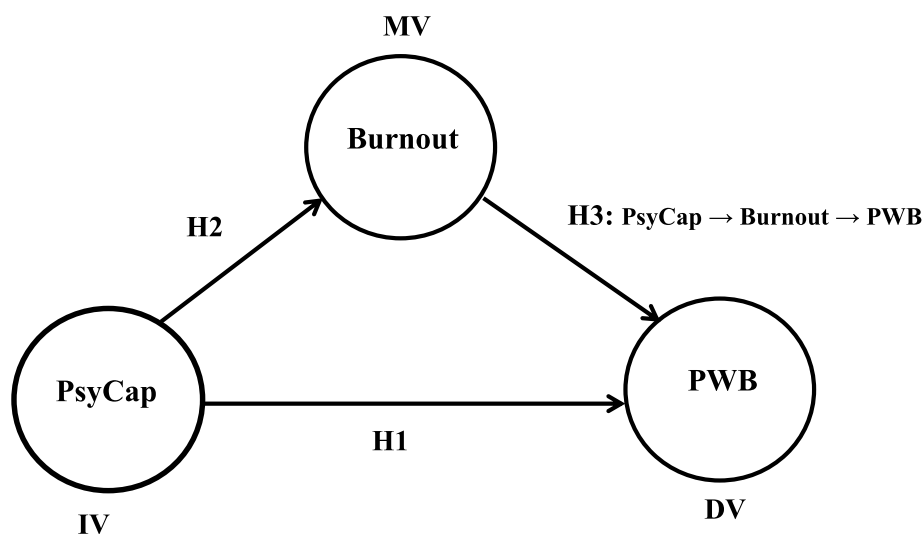 MV
Burnout
H2
H3: PsyCap → Burnout → PWB
PsyCap
PWB
H1
IV
DV